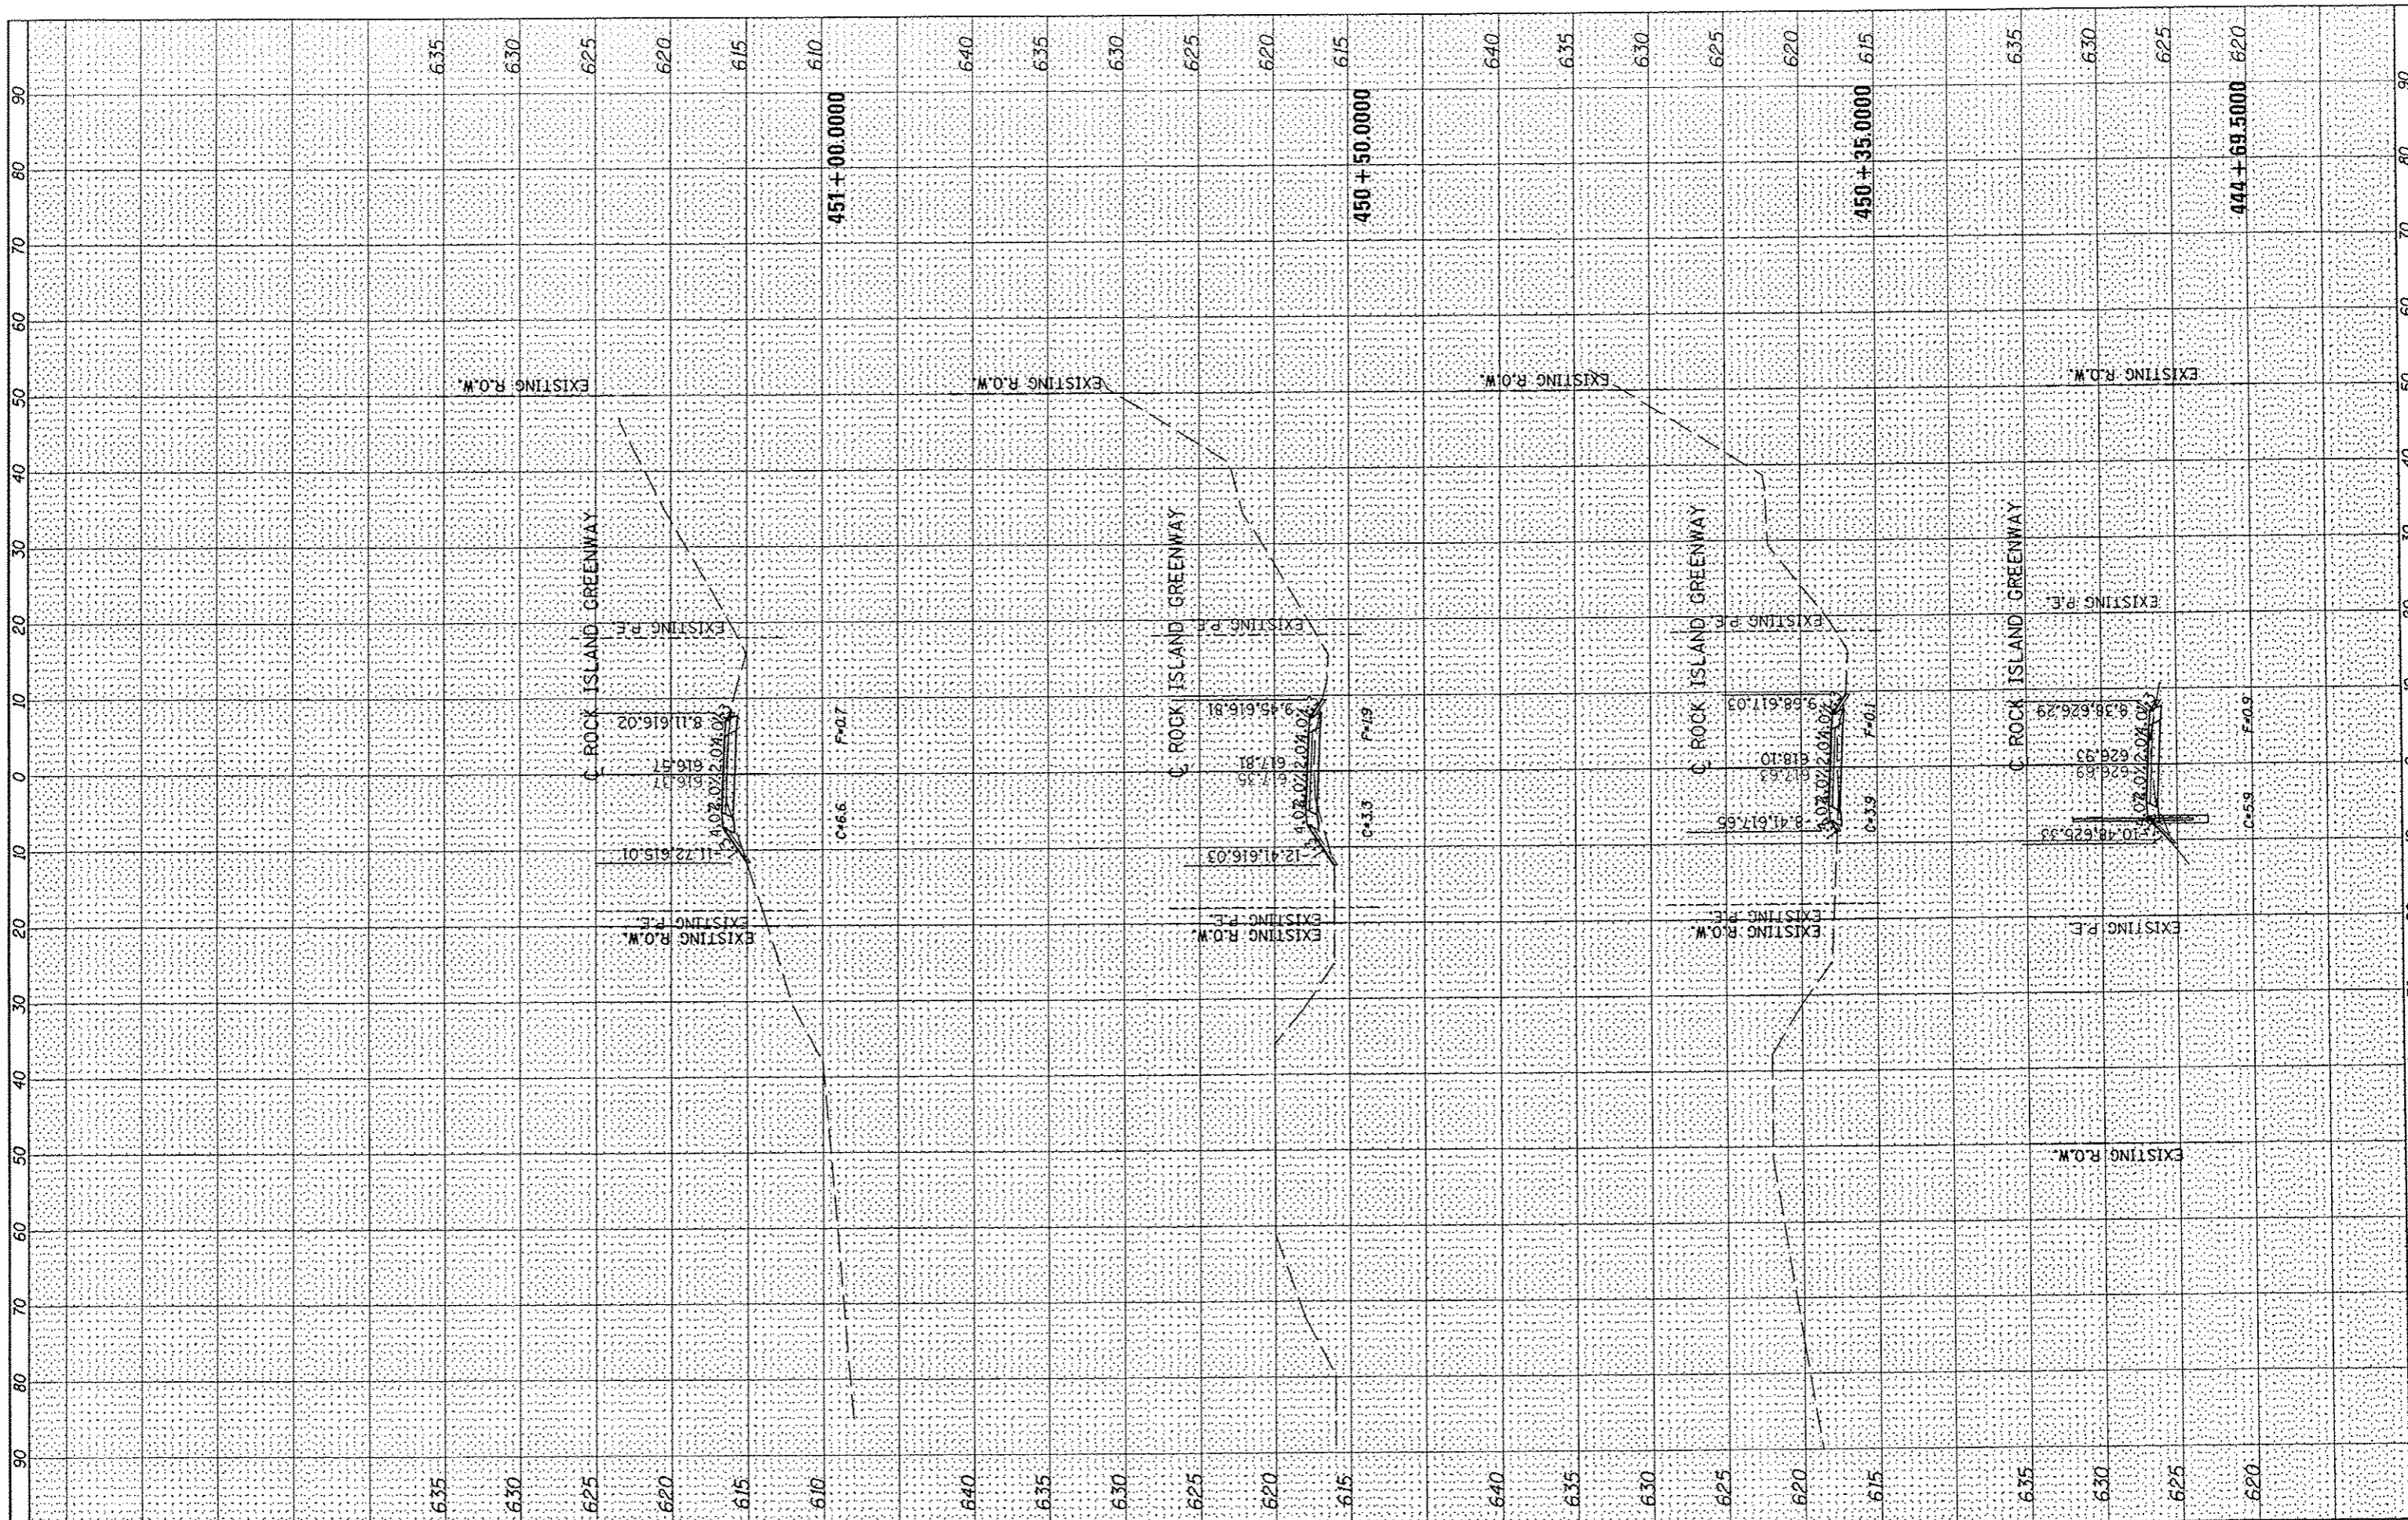 90 80 70 60 50 40 30 20 10 0 10 20 30 40 50 60 70 80 90
635
630
625
620
615
610
℄ ROCK ISLAND GREENWAY
EXISTING R.O.W.
EXISTING P.E.
EXISTING R.O.W.
EXISTING P.E.
-11.72,615.01
616.37
616.57
8.11,616.02
4.0%
2.0%
C=6.6
F=0.7
451+00.0000
635
630
625
620
615
610
640
635
630
625
620
615
℄ ROCK ISLAND GREENWAY
EXISTING R.O.W.
EXISTING P.E.
EXISTING R.O.W.
EXISTING P.E.
-12.41,616.03
617.35
617.81
9.45,616.81
C=3.3
F=1.9
450+50.0000
640
635
630
625
620
615
640
635
630
625
620
615
℄ ROCK ISLAND GREENWAY
EXISTING R.O.W.
EXISTING P.E.
EXISTING R.O.W.
EXISTING P.E.
-8.41,617.65
617.63
618.10
9.68,617.03
C=3.9
F=0.1
450+35.0000
640
635
630
625
620
615
635
630
625
620
℄ ROCK ISLAND GREENWAY
EXISTING R.O.W.
EXISTING P.E.
EXISTING P.E.
EXISTING R.O.W.
-10.48,625.33
626.69
626.93
8.38,626.29
C=5.9
F=0.9
444+69.5000
635
630
625
620